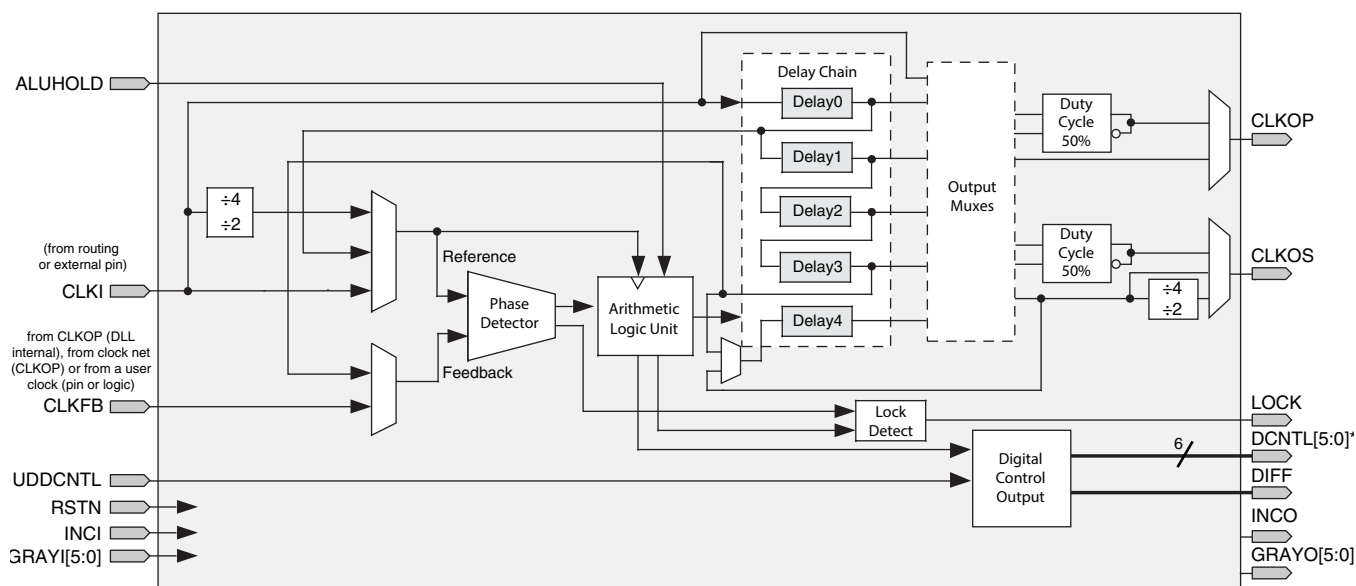 ALUHOLD
(from routing
or external pin)
CLKI
from CLKOP (DLL
internal), from clock net
(CLKOP) or from a user
clock (pin or logic)
CLKFB
UDDCNTL
RSTN
INCI
GRAYI[5:0]
÷4
÷2
Reference
Feedback
Phase
Detector
Arithmetic
Logic Unit
Delay Chain
Delay0
Delay1
Delay2
Delay3
Delay4
Output
Muxes
Duty
Cycle
50%
Duty
Cycle
50%
÷4
÷2
Lock
Detect
Digital
Control
Output
6
CLKOP
CLKOS
LOCK
DCNTL[5:0]*
DIFF
INCO
GRAYO[5:0]